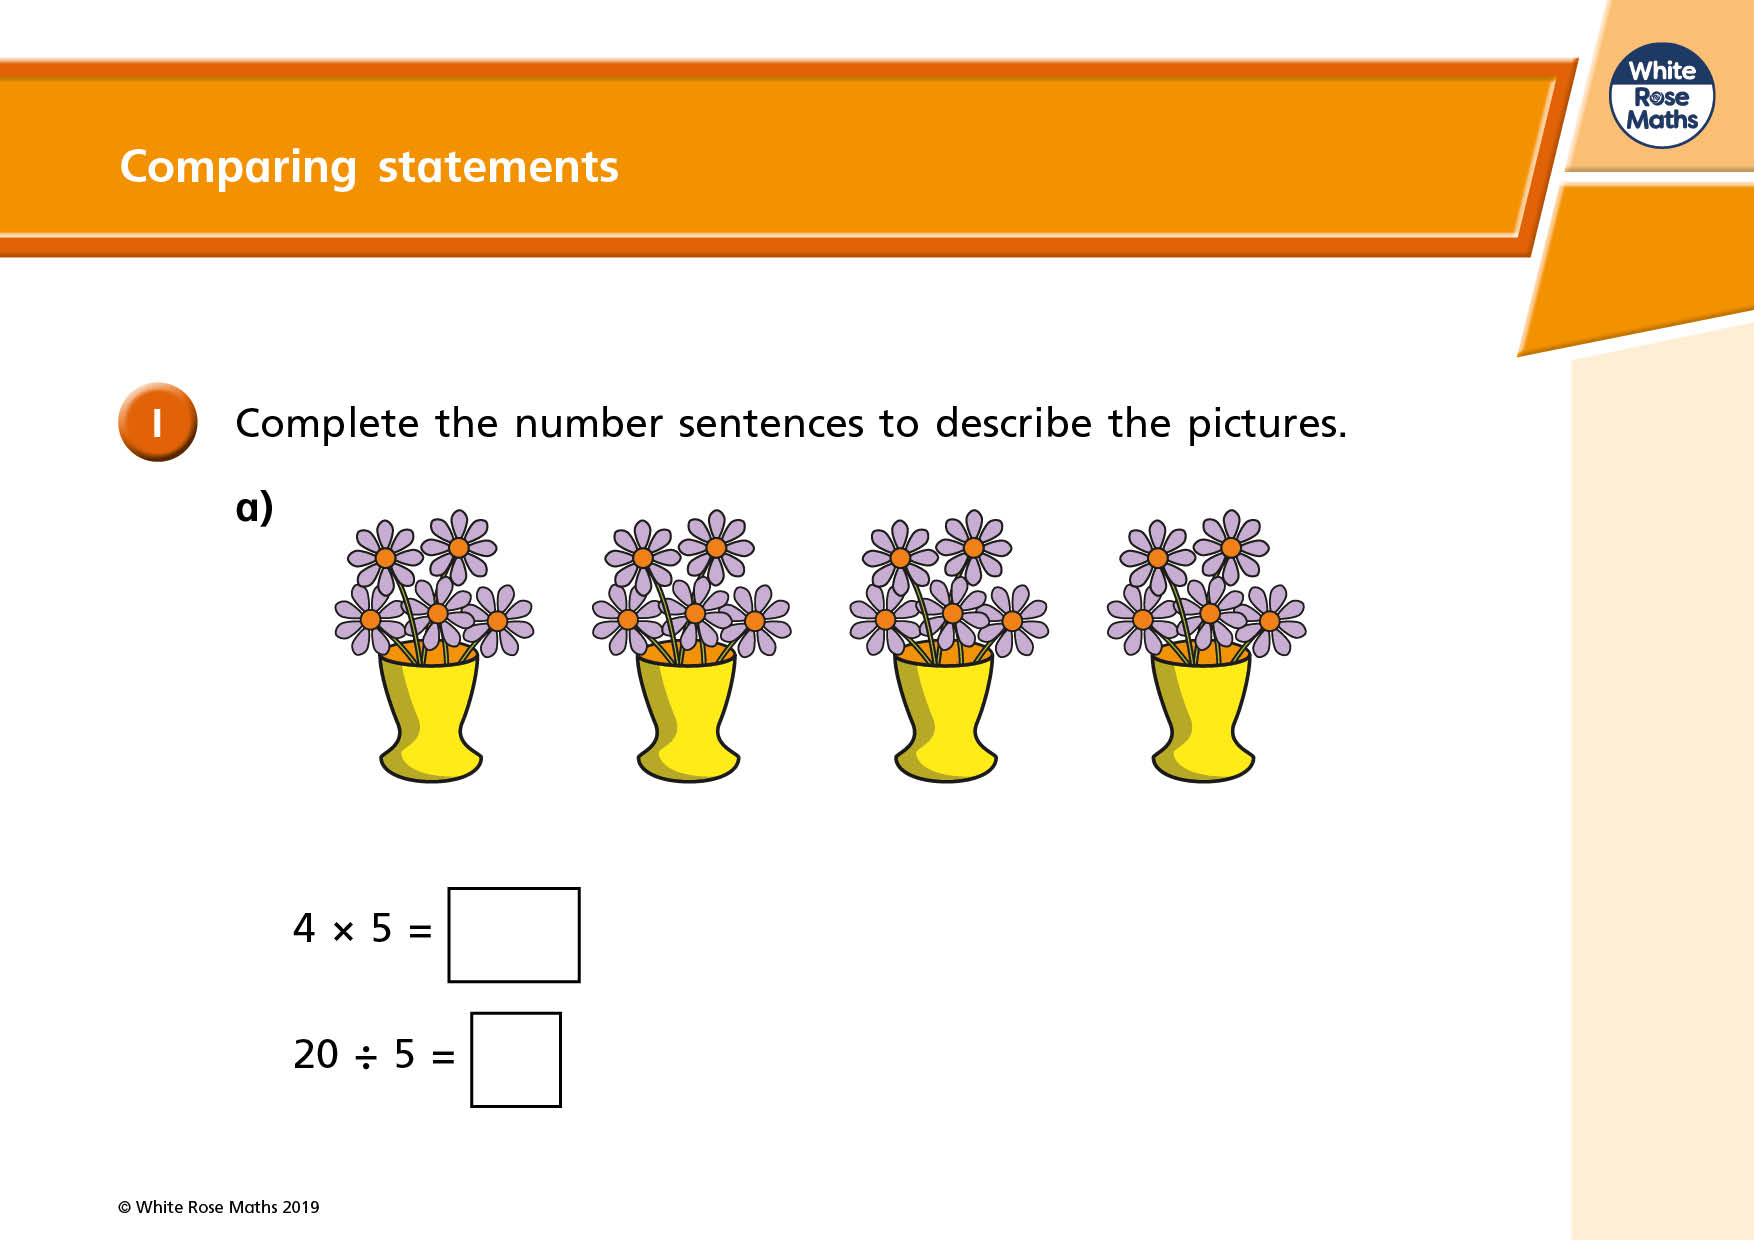 White
Rose
Maths
Comparing statements
1 Complete the number sentences to describe the pictures.
a)
4 × 5 =
20 ÷ 5 =
© White Rose Maths 2019